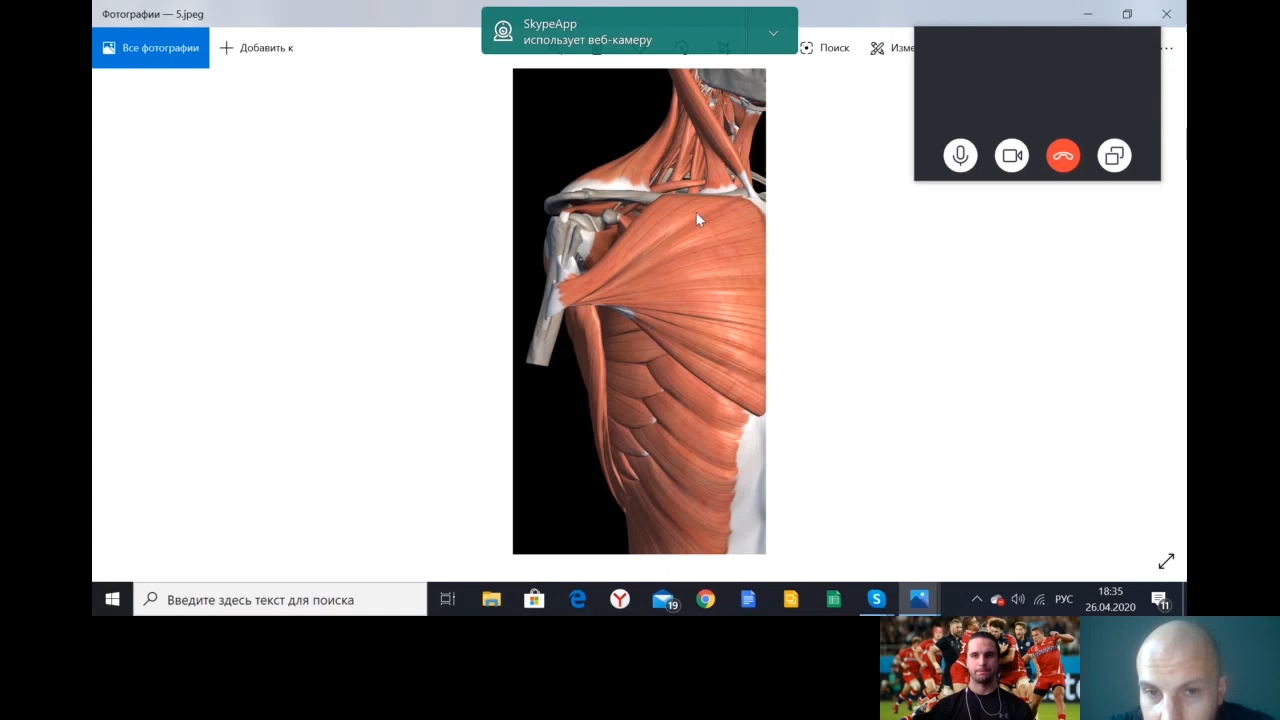 Фотографии — 5.jpeg
SkypeApp
использует веб-камеру
Все фотографии
Добавить к
Поиск
Изме
Введите здесь текст для поиска
19
РУС
18:35
26.04.2020
11